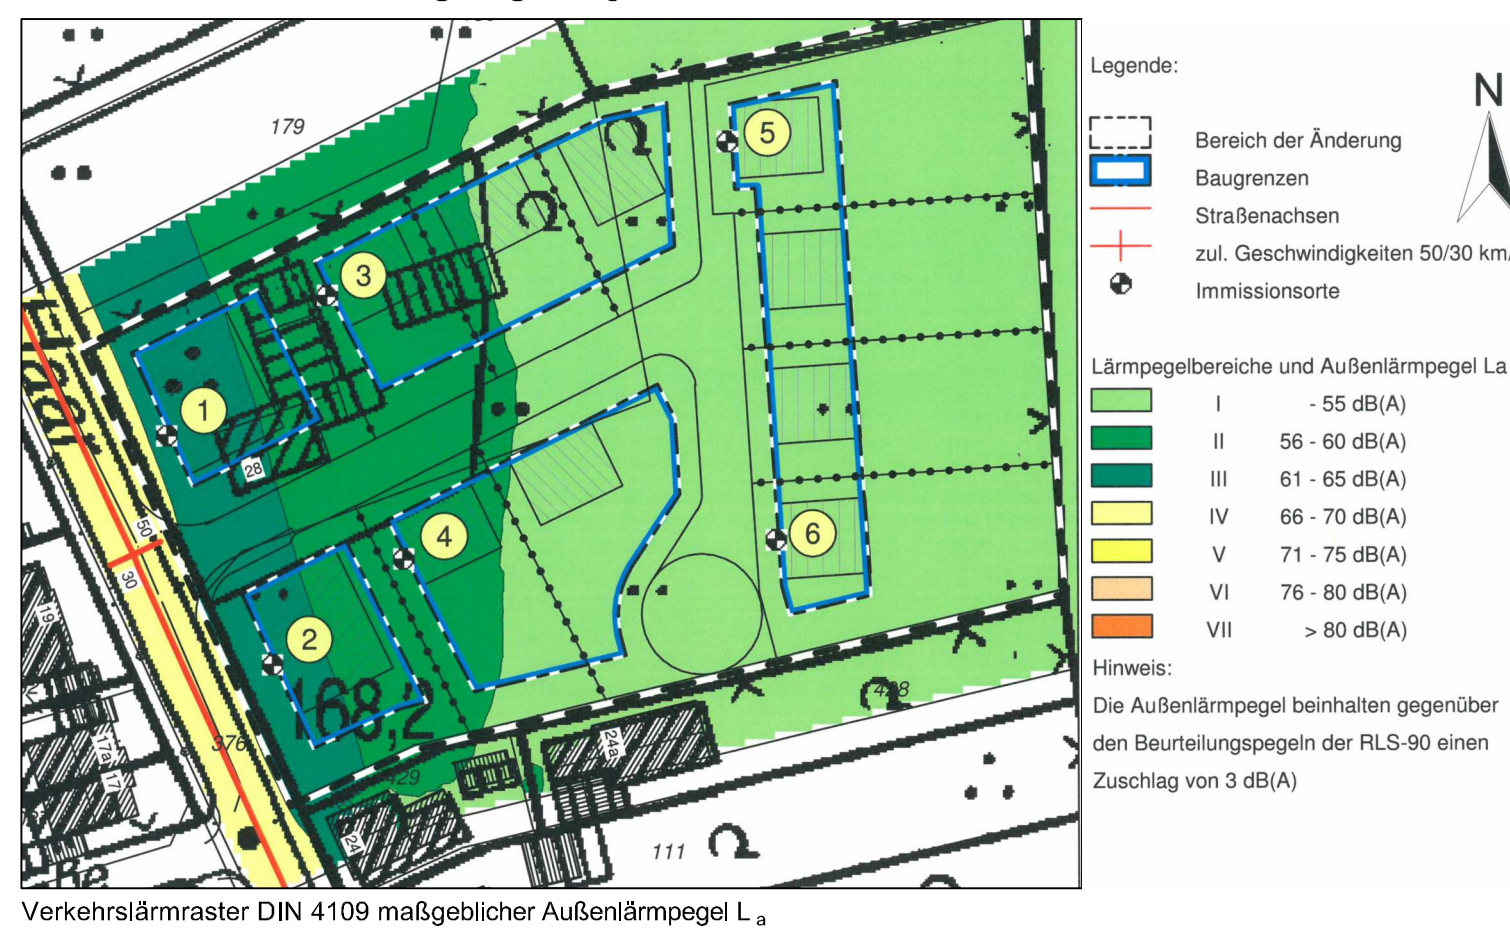 179
3
5
1
28
4
6
2
50
30
19
17a
17
376
168,2
429
428
24a
24
111
Legende:
N
Bereich der Änderung
Baugrenzen
Straßenachsen
zul. Geschwindigkeiten 50/30 km/
Immissionsorte
Lärmpegelbereiche und Außenlärmpegel La
I - 55 dB(A)
II 56 - 60 dB(A)
III 61 - 65 dB(A)
IV 66 - 70 dB(A)
V 71 - 75 dB(A)
VI 76 - 80 dB(A)
VII > 80 dB(A)
Hinweis:
Die Außenlärmpegel beinhalten gegenüber
den Beurteilungspegeln der RLS-90 einen
Zuschlag von 3 dB(A)
Verkehrslärmraster DIN 4109 maßgeblicher Außenlärmpegel L a